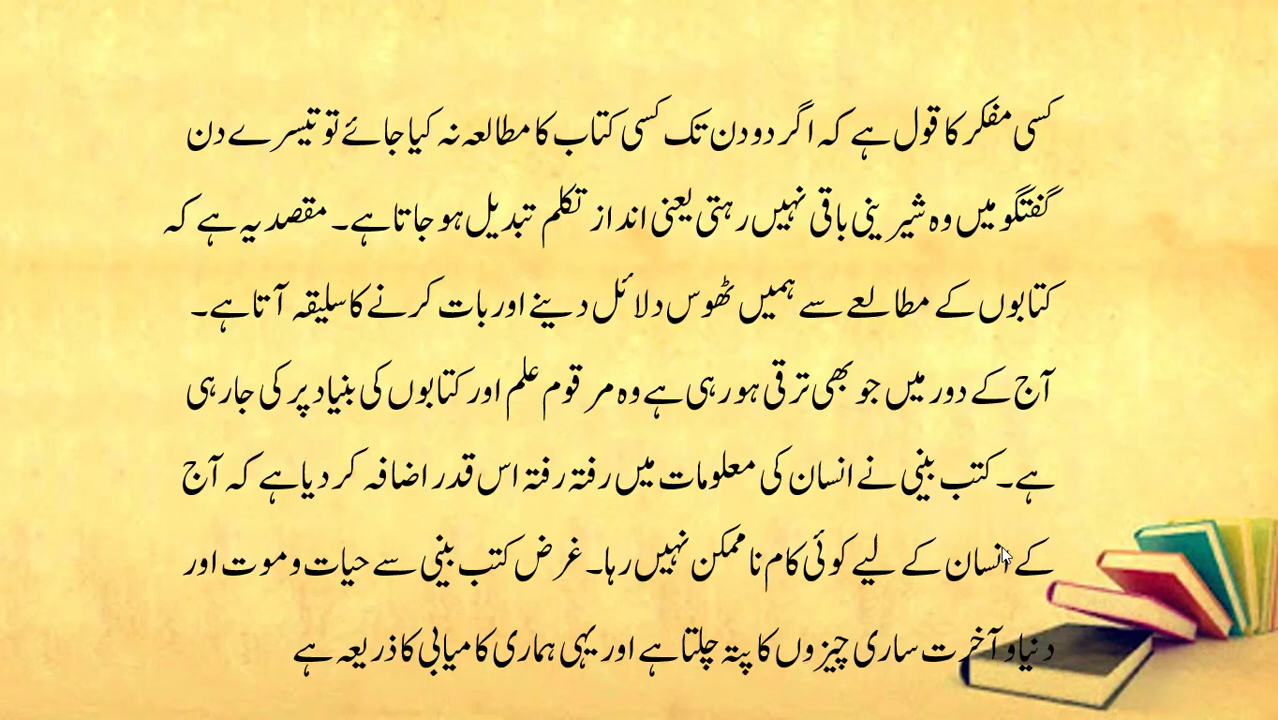 کسی مفکر کا قول ہے کہ اگر دو دن تک کسی کتاب کا مطالعہ نہ کیا جائے تو تیسرے دن
گفتگو میں وہ شیرینی باقی نہیں رہتی یعنی انداز تکلم تبدیل ہو جاتا ہے۔ مقصد یہ ہے کہ
کتابوں کے مطالعے سے ہمیں ٹھوس دلائل دینے اور بات کرنے کا سلیقہ آتا ہے۔
آج کے دور میں جو بھی ترقی ہو رہی ہے وہ مرقوم علم اور کتابوں کی بنیاد پر کی جا رہی
ہے۔ کتب بینی نے انسان کی معلومات میں رفتہ رفتہ اس قدر اضافہ کر دیا ہے کہ آج
کے انسان کے لیے کوئی کام ناممکن نہیں رہا۔ غرض کتب بینی سے حیات و موت اور
دنیا و آخرت ساری چیزوں کا پتہ چلتا ہے اور یہی ہماری کامیابی کا ذریعہ ہے